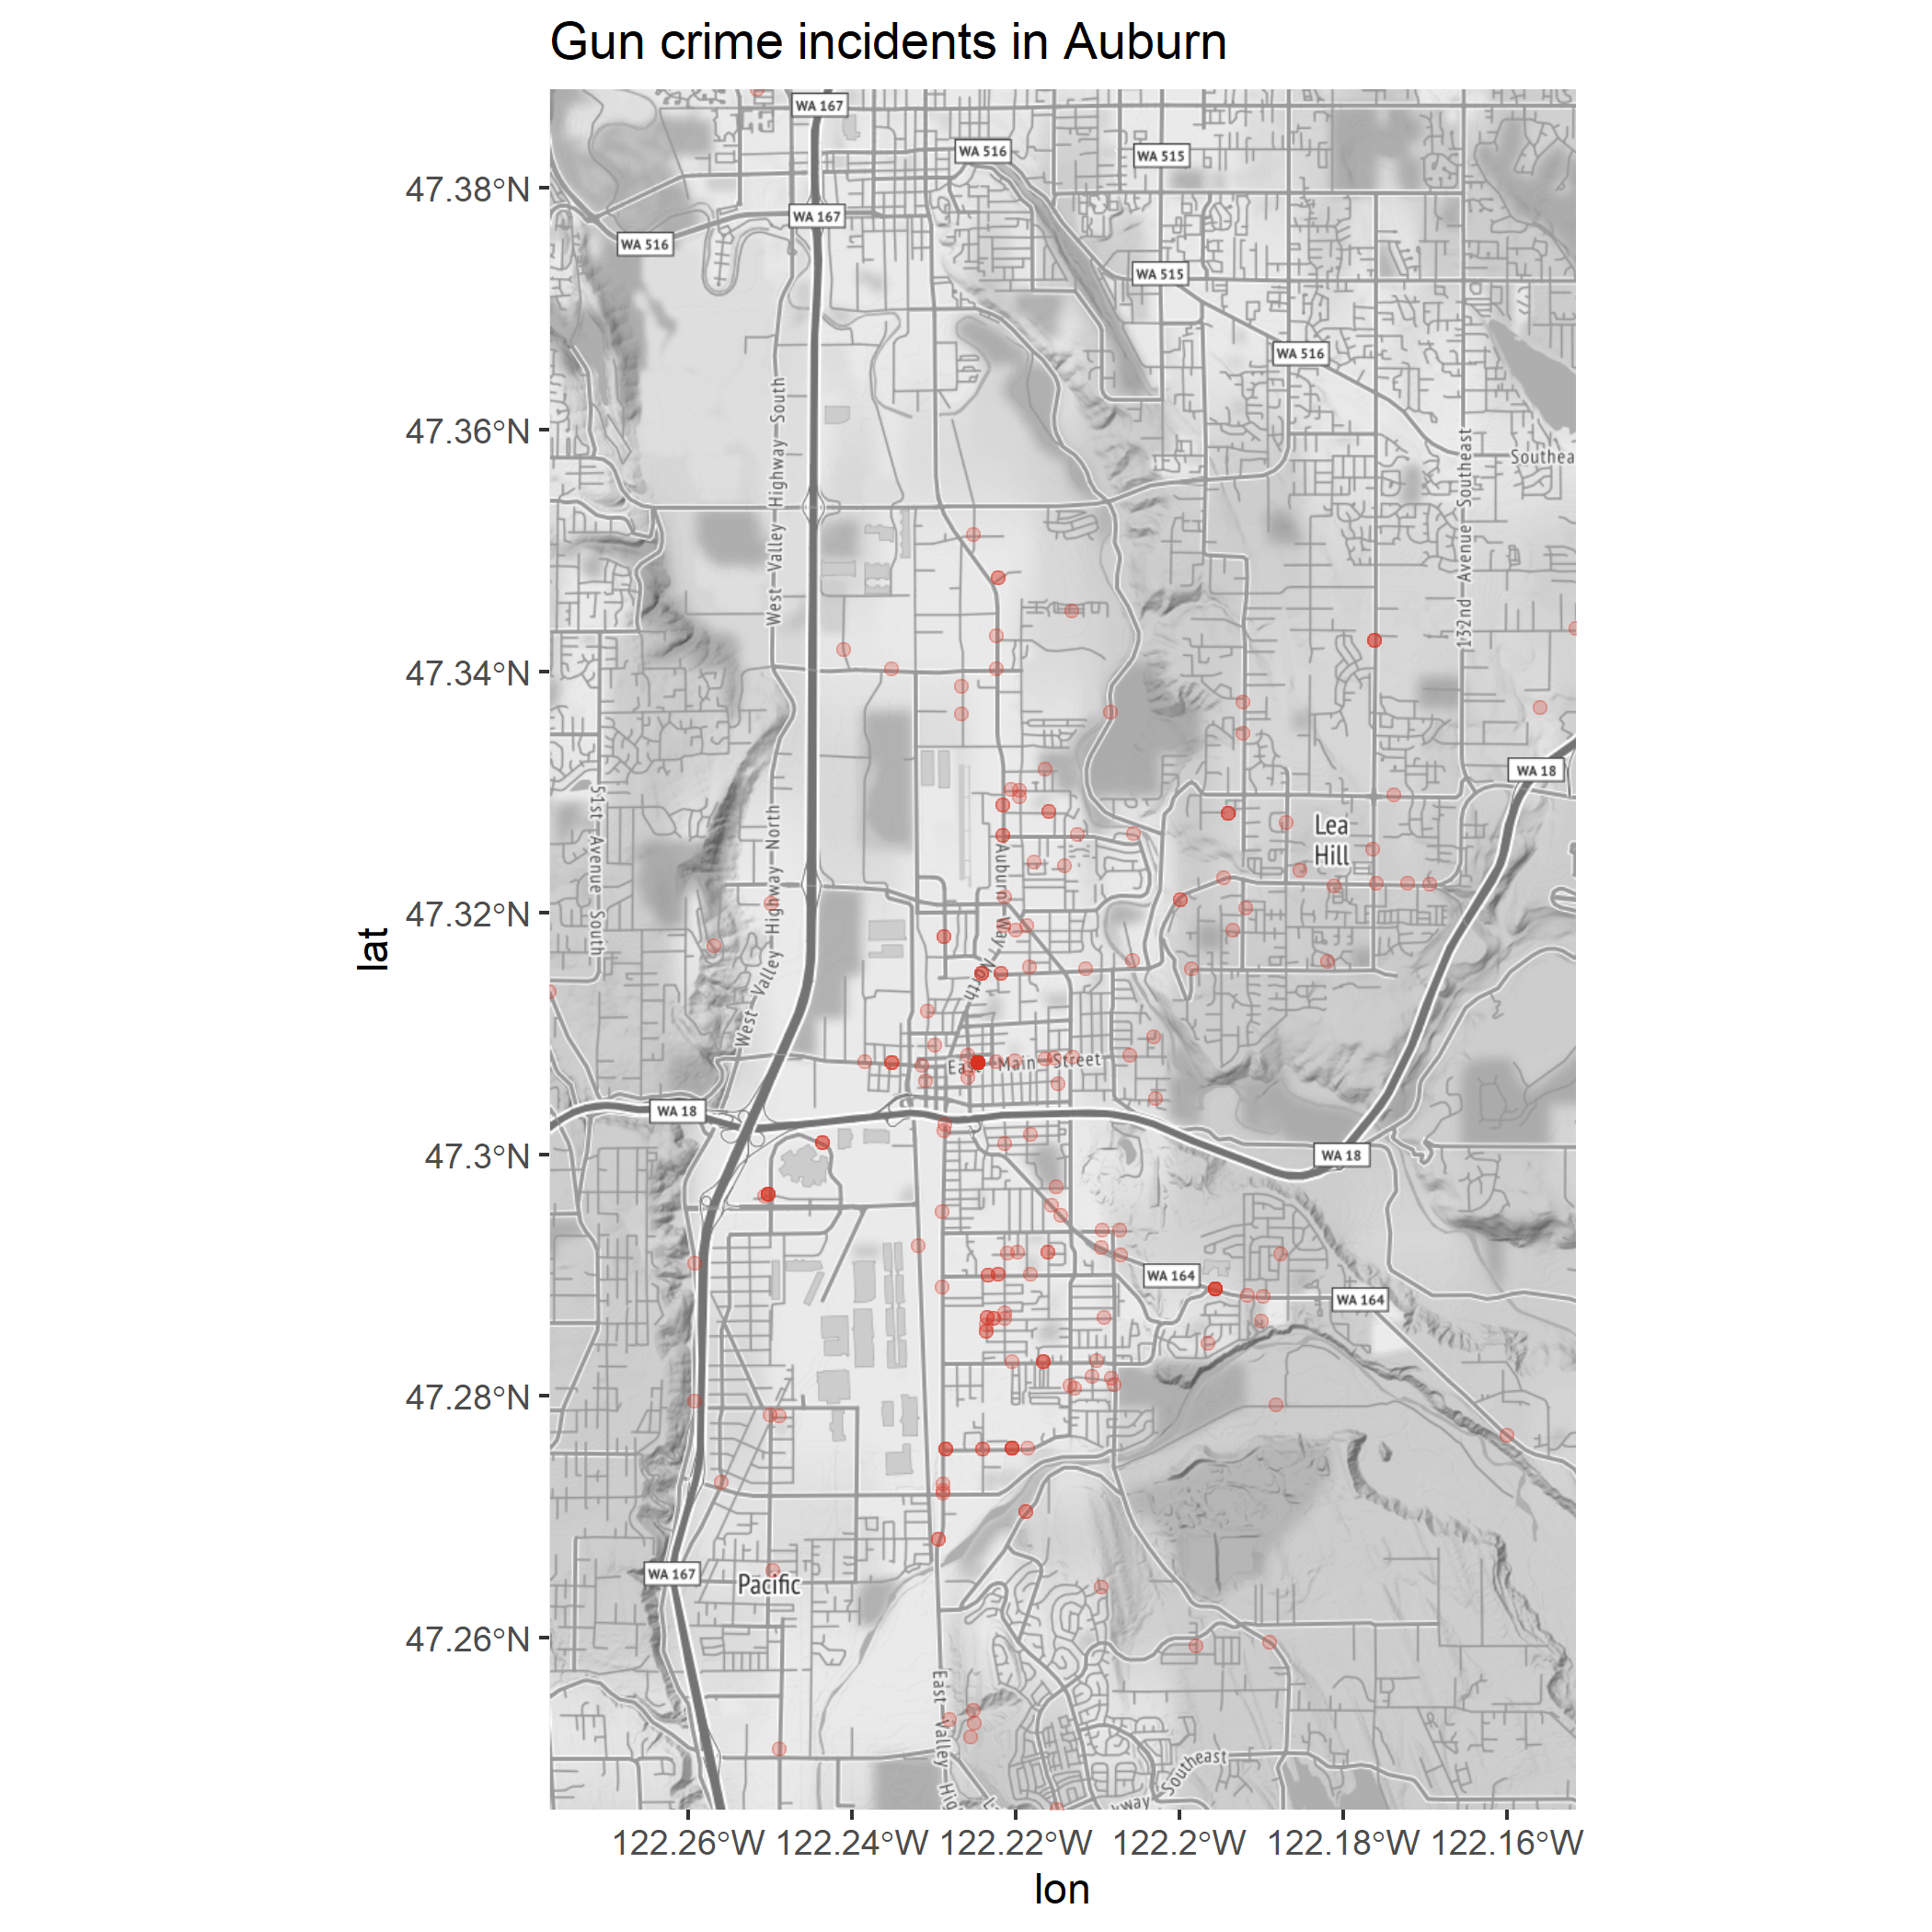 Gun crime incidents in Auburn
WA 167
WA 516
WA 515
47.38°N
WA 167
WA 516
WA 515
WA 516
47.36°N
West Valley Highway South
132nd Avenue Southeast
Southea
47.34°N
WA 18
51st Avenue South
West Valley Highway North
Auburn Way North
Lea
Hill
47.32°N
lat
East Main Street
WA 18
47.3°N
WA 18
WA 164
WA 164
47.28°N
WA 167
Pacific
47.26°N
East Valley Hig
Southeast
kway
122.26°W
122.24°W
122.22°W
122.2°W
122.18°W
122.16°W
lon